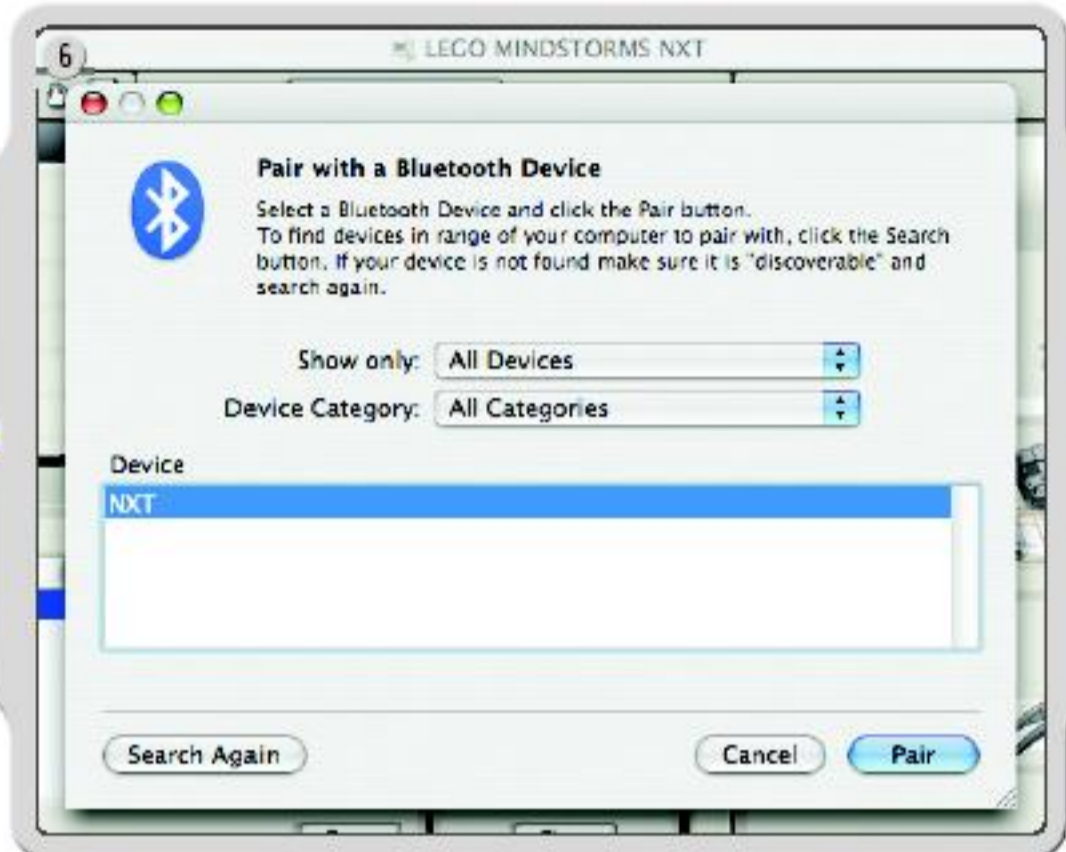 6
LEGO MINDSTORMS NXT
Pair with a Bluetooth Device
Select a Bluetooth Device and click the Pair button.
To find devices in range of your computer to pair with, click the Search
button. If your device is not found make sure it is "discoverable" and
search again.
Show only: All Devices
Device Category: All Categories
Device
NXT
Search Again Cancel Pair